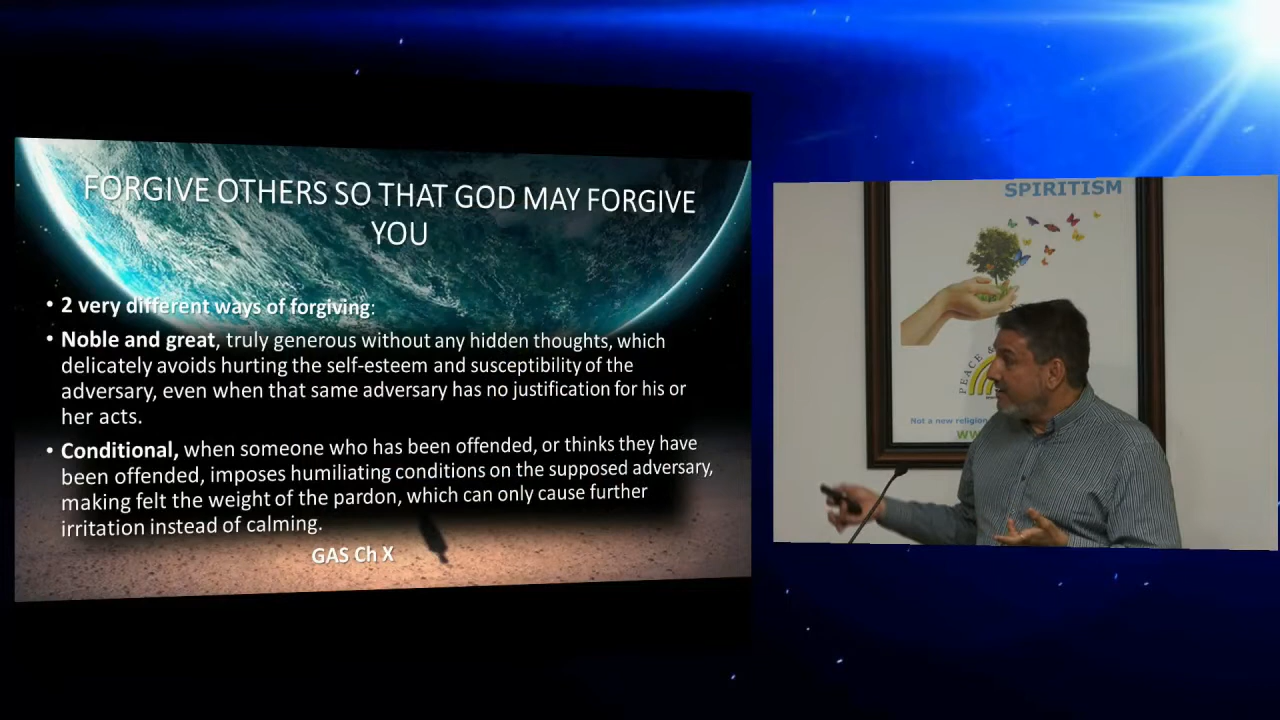 FORGIVE OTHERS SO THAT GOD MAY FORGIVE
YOU
• 2 very different ways of forgiving:
• Noble and great, truly generous without any hidden thoughts, which
delicately avoids hurting the self-esteem and susceptibility of the
adversary, even when that same adversary has no justification for his or
her acts.
• Conditional, when someone who has been offended, or thinks they have
been offended, imposes humiliating conditions on the supposed adversary,
making felt the weight of the pardon, which can only cause further
irritation instead of calming.
GAS Ch X
SPIRITISM
PEACE &
Not a new religion